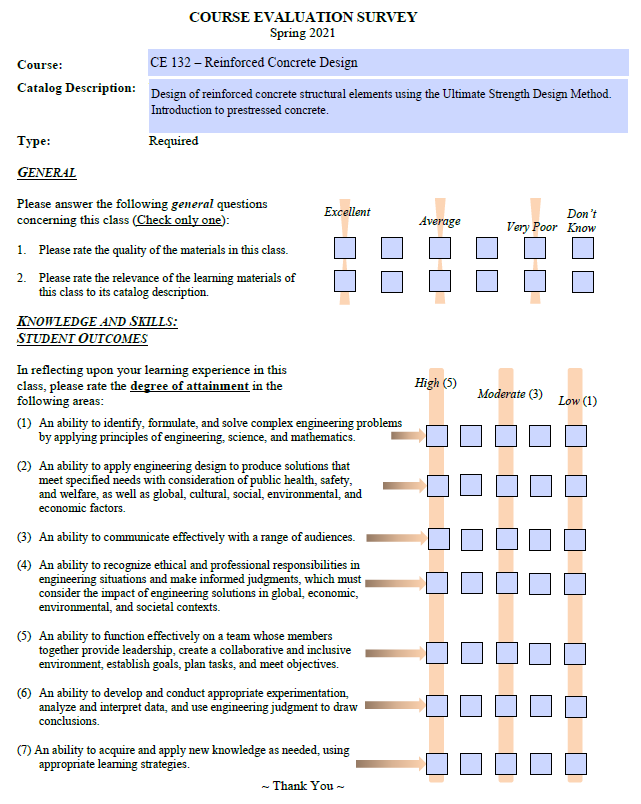 COURSE EVALUATION SURVEY
Spring 2021
Course: CE 132 – Reinforced Concrete Design
Catalog Description: Design of reinforced concrete structural elements using the Ultimate Strength Design Method.
Introduction to prestressed concrete.
Type: Required
GENERAL
Please answer the following general questions
concerning this class (Check only one):
Excellent
Average
Very Poor
Don't
Know
1. Please rate the quality of the materials in this class.
2. Please rate the relevance of the learning materials of
this class to its catalog description.
KNOWLEDGE AND SKILLS:
STUDENT OUTCOMES
In reflecting upon your learning experience in this
class, please rate the degree of attainment in the
following areas:
High (5)
Moderate (3)
Low (1)
(1) An ability to identify, formulate, and solve complex engineering problems
by applying principles of engineering, science, and mathematics.
(2) An ability to apply engineering design to produce solutions that
meet specified needs with consideration of public health, safety,
and welfare, as well as global, cultural, social, environmental, and
economic factors.
(3) An ability to communicate effectively with a range of audiences.
(4) An ability to recognize ethical and professional responsibilities in
engineering situations and make informed judgments, which must
consider the impact of engineering solutions in global, economic,
environmental, and societal contexts.
(5) An ability to function effectively on a team whose members
together provide leadership, create a collaborative and inclusive
environment, establish goals, plan tasks, and meet objectives.
(6) An ability to develop and conduct appropriate experimentation,
analyze and interpret data, and use engineering judgment to draw
conclusions.
(7) An ability to acquire and apply new knowledge as needed, using
appropriate learning strategies.
~ Thank You ~